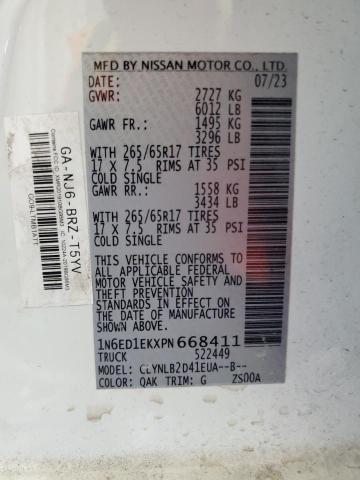 MFD BY NISSAN MOTOR CO., LTD.
DATE: 07/23
GVWR: 2727 KG
6012 LB
GAWR FR: 1495 KG
3296 LB
WITH 265/65R17 TIRES
17 X 7.5 RIMS AT 35 PSI
COLD SINGLE
GAWR RR: 1558 KG
3434 LB
WITH 265/65R17 TIRES
17 X 7.5 RIMS AT 35 PSI
COLD SINGLE
THIS VEHICLE CONFORMS TO ALL
APPLICABLE FEDERAL MOTOR
VEHICLE SAFETY AND THEFT
PREVENTION STANDARDS
IN EFFECT ON THE DATE OF
MANUFACTURE SHOWN ABOVE.
1N6ED1EKXPN668411
TRUCK 522449
MODEL: CLYNLB2D41EUA--B--
COLOR: QAK TRIM: G ZS00A
GA-NJ6-BRZ-T5YV